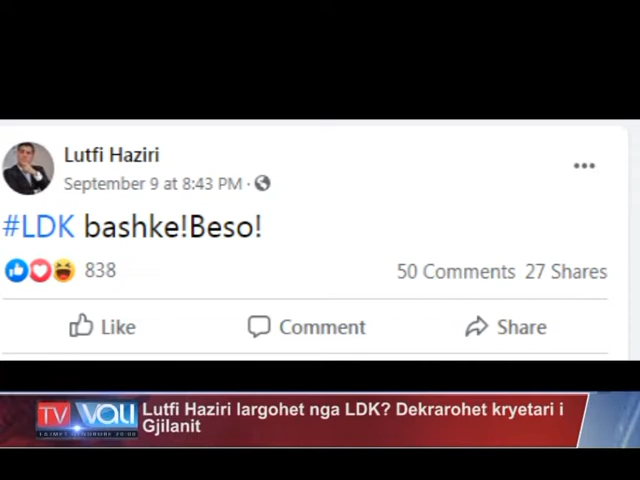 Lutfi Haziri
September 9 at 8:43 PM ·
#LDK bashke!Beso!
838
50 Comments 27 Shares
Like
Comment
Share
TV VALI
Lutfi Haziri largohet nga LDK? Dekrarohet kryetari i
Gjilanit